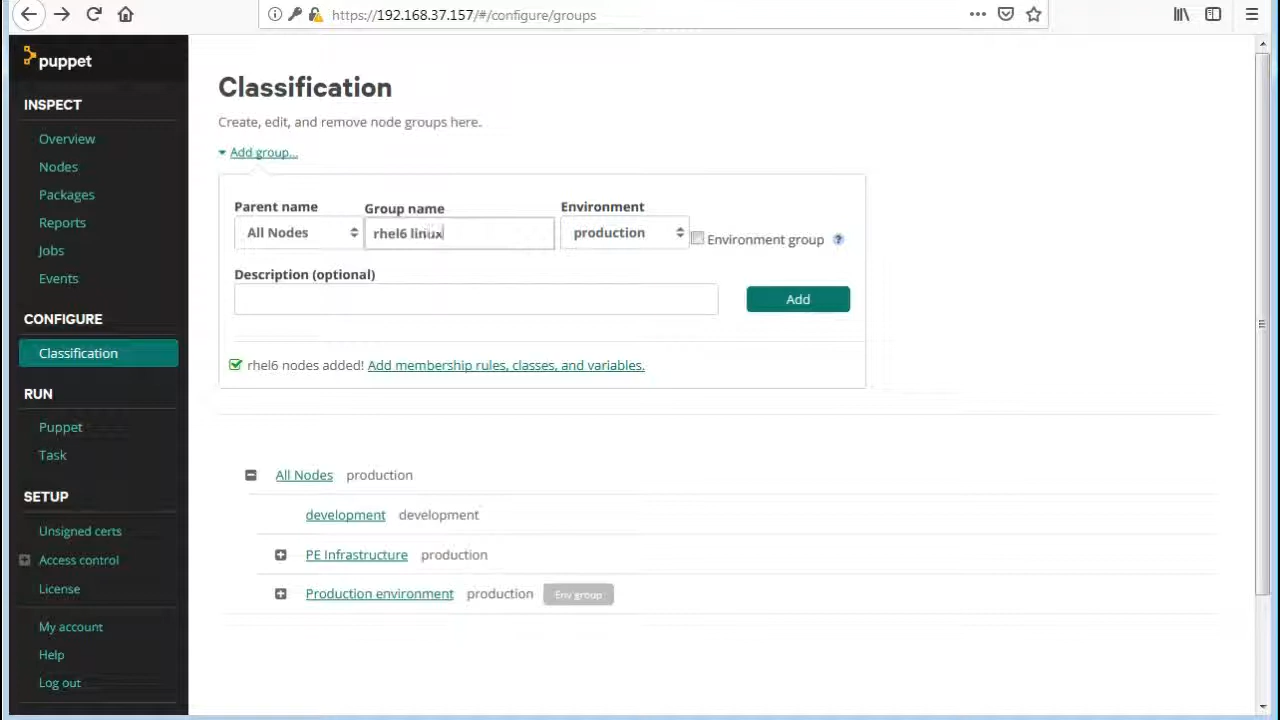 https://192.168.37.157/#/configure/groups
puppet
INSPECT
Overview
Nodes
Packages
Reports
Jobs
Events
CONFIGURE
Classification
RUN
Puppet
Task
SETUP
Unsigned certs
Access control
License
My account
Help
Log out
Classification
Create, edit, and remove node groups here.
Add group...
Parent name Group name Environment
All Nodes rhel6 linux production Environment group ?
Description (optional)
Add
rhel6 nodes added! Add membership rules, classes, and variables.
All Nodes production
development development
PE Infrastructure production
Production environment production Env group